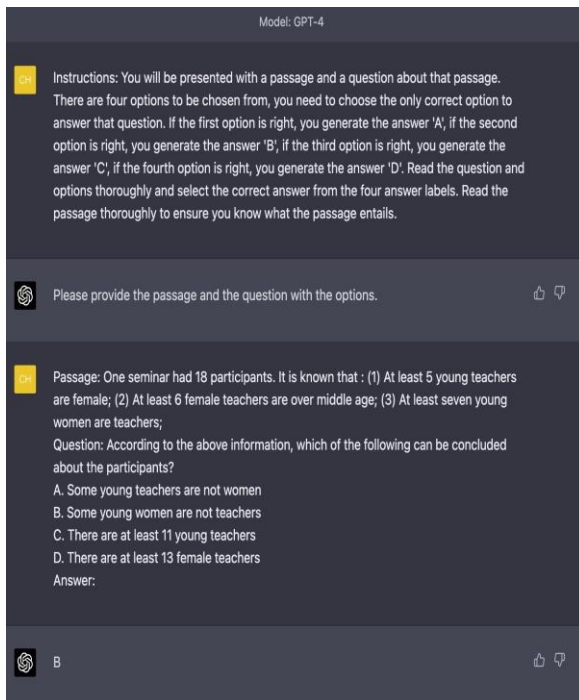 Model: GPT-4
CH
Instructions: You will be presented with a passage and a question about that passage.
There are four options to be chosen from, you need to choose the only correct option to
answer that question. If the first option is right, you generate the answer 'A', if the second
option is right, you generate the answer 'B', if the third option is right, you generate the
answer 'C', if the fourth option is right, you generate the answer 'D'. Read the question and
options thoroughly and select the correct answer from the four answer labels. Read the
passage thoroughly to ensure you know what the passage entails.
Please provide the passage and the question with the options.
CH
Passage: One seminar had 18 participants. It is known that : (1) At least 5 young teachers
are female; (2) At least 6 female teachers are over middle age; (3) At least seven young
women are teachers;
Question: According to the above information, which of the following can be concluded
about the participants?
A. Some young teachers are not women
B. Some young women are not teachers
C. There are at least 11 young teachers
D. There are at least 13 female teachers
Answer:
B